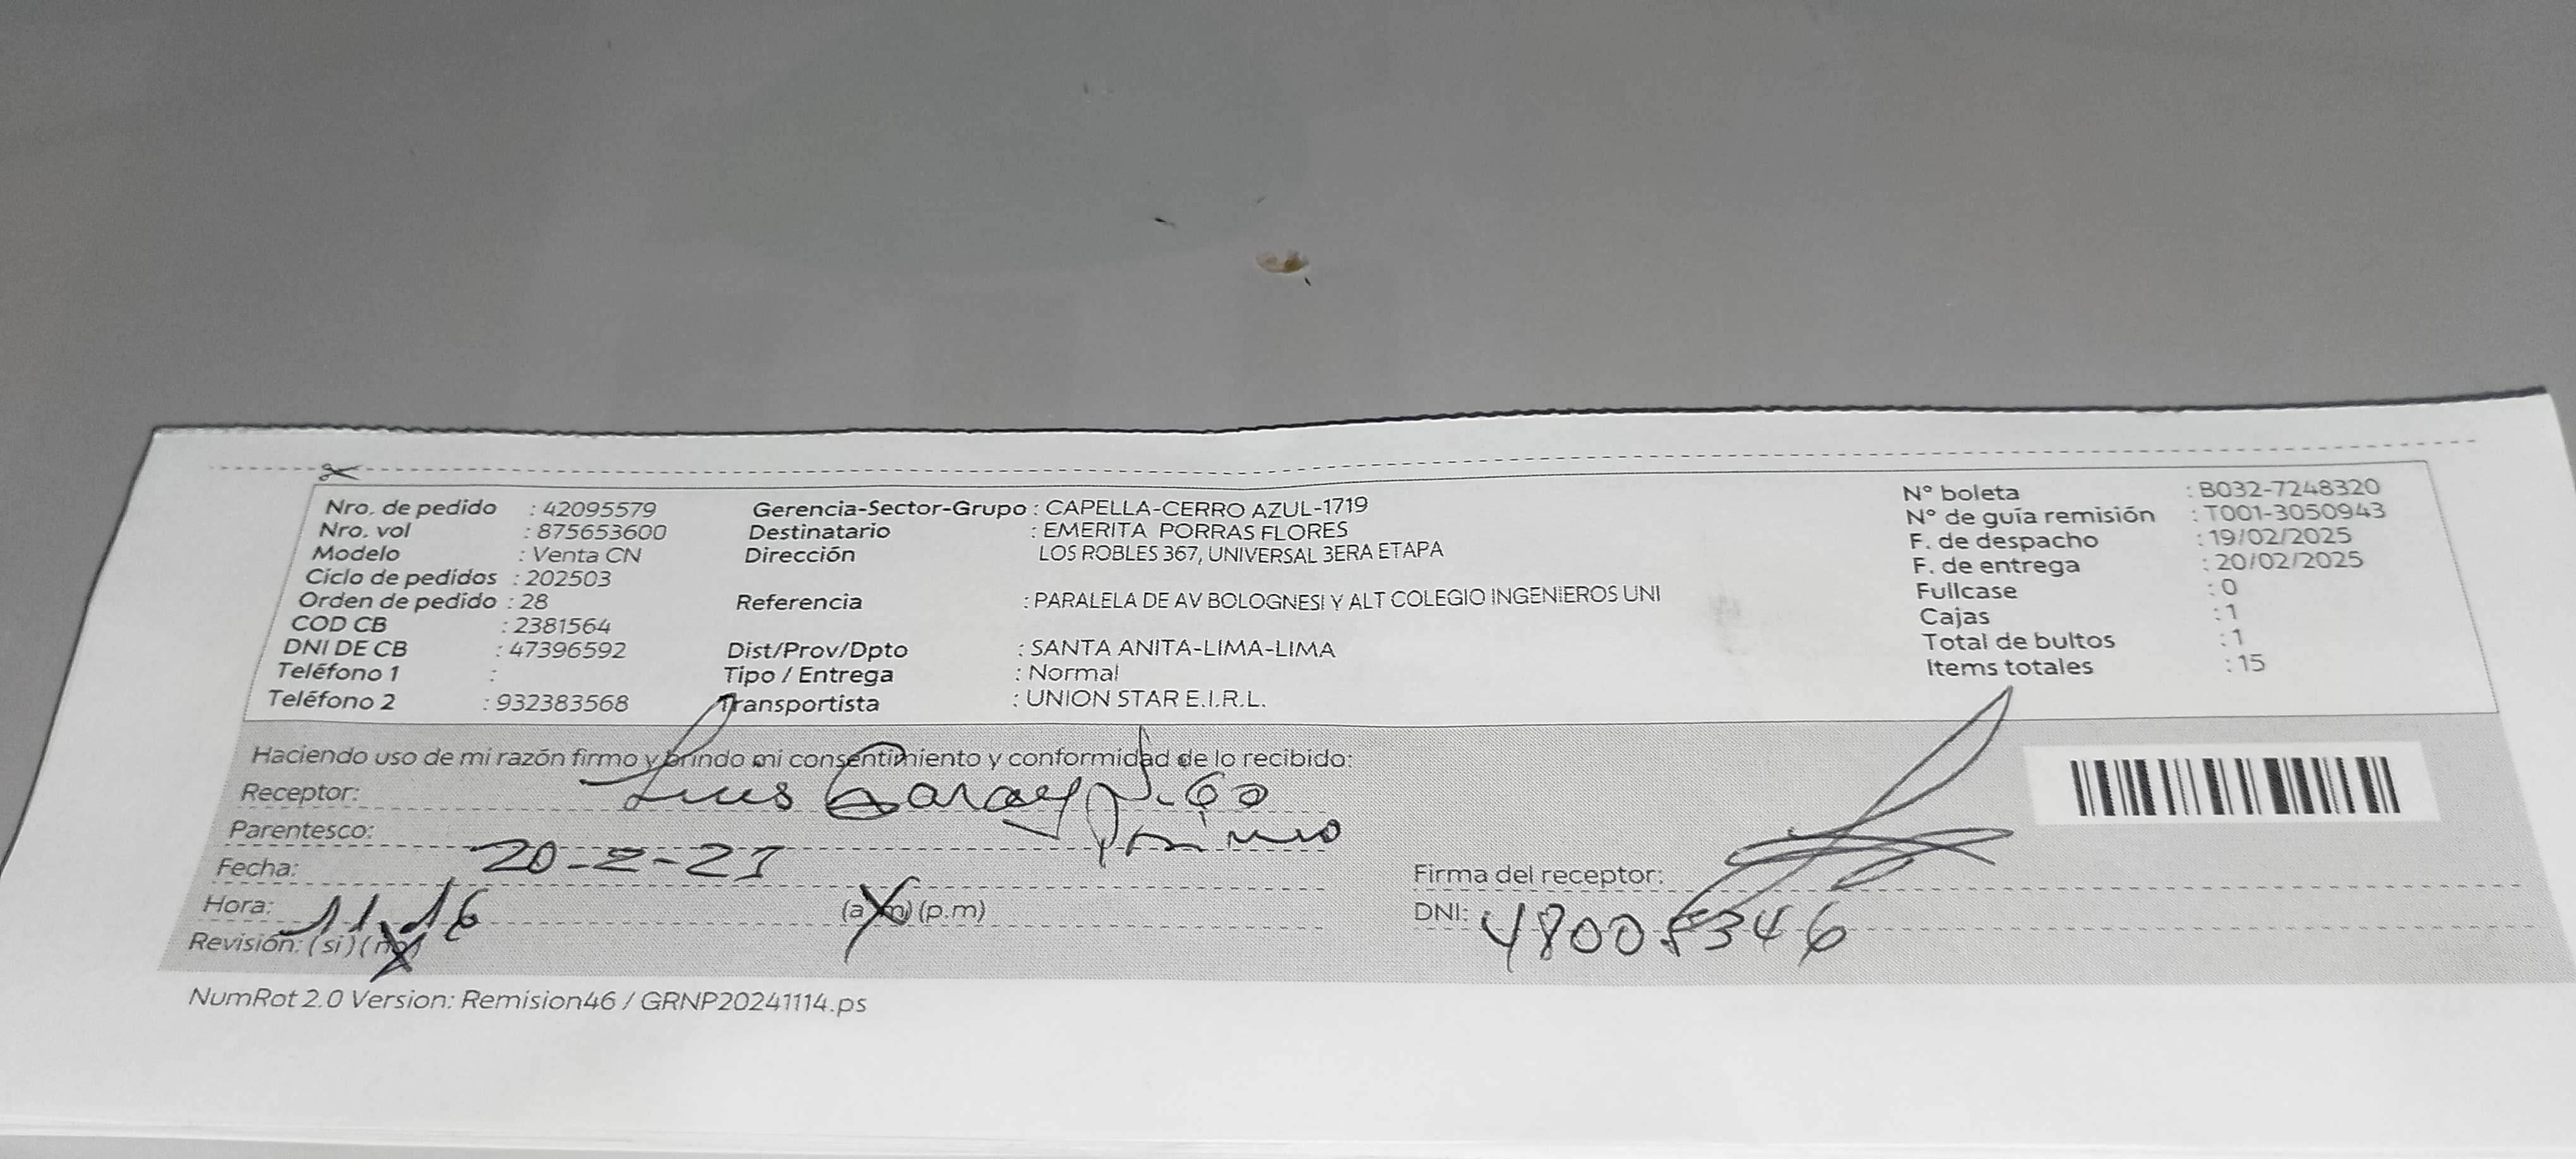 Nro. de pedido : 42095579
Nro. vol : 875653600
Modelo : Venta CN
Ciclo de pedidos : 202503
Orden de pedido : 28
COD CB : 2381564
DNI DE CB : 47396592
Teléfono 1 :
Teléfono 2 : 932383568
Gerencia-Sector-Grupo : CAPELLA-CERRO AZUL-1719
Destinatario : EMERITA PORRAS FLORES
Dirección LOS ROBLES 367, UNIVERSAL 3ERA ETAPA
Referencia : PARALELA DE AV BOLOGNESI Y ALT COLEGIO INGENIEROS UNI
Dist/Prov/Dpto : SANTA ANITA-LIMA-LIMA
Tipo / Entrega : Normal
Transportista : UNION STAR E.I.R.L.
N° boleta : B032-7248320
N° de guía remisión : T001-3050943
F. de despacho : 19/02/2025
F. de entrega : 20/02/2025
Fullcase : 0
Cajas : 1
Total de bultos : 1
Items totales : 15
Haciendo uso de mi razón firmo y brindo mi consentimiento y conformidad de lo recibido:
Receptor: Luis Garay
Parentesco: Primo
Fecha: 20-2-25
Hora: 11.16 (a.m) (p.m)
Revisión: (si) (no)
Firma del receptor:
DNI: 48005346
NumRot 2.0 Version: Remision46 / GRNP20241114.ps